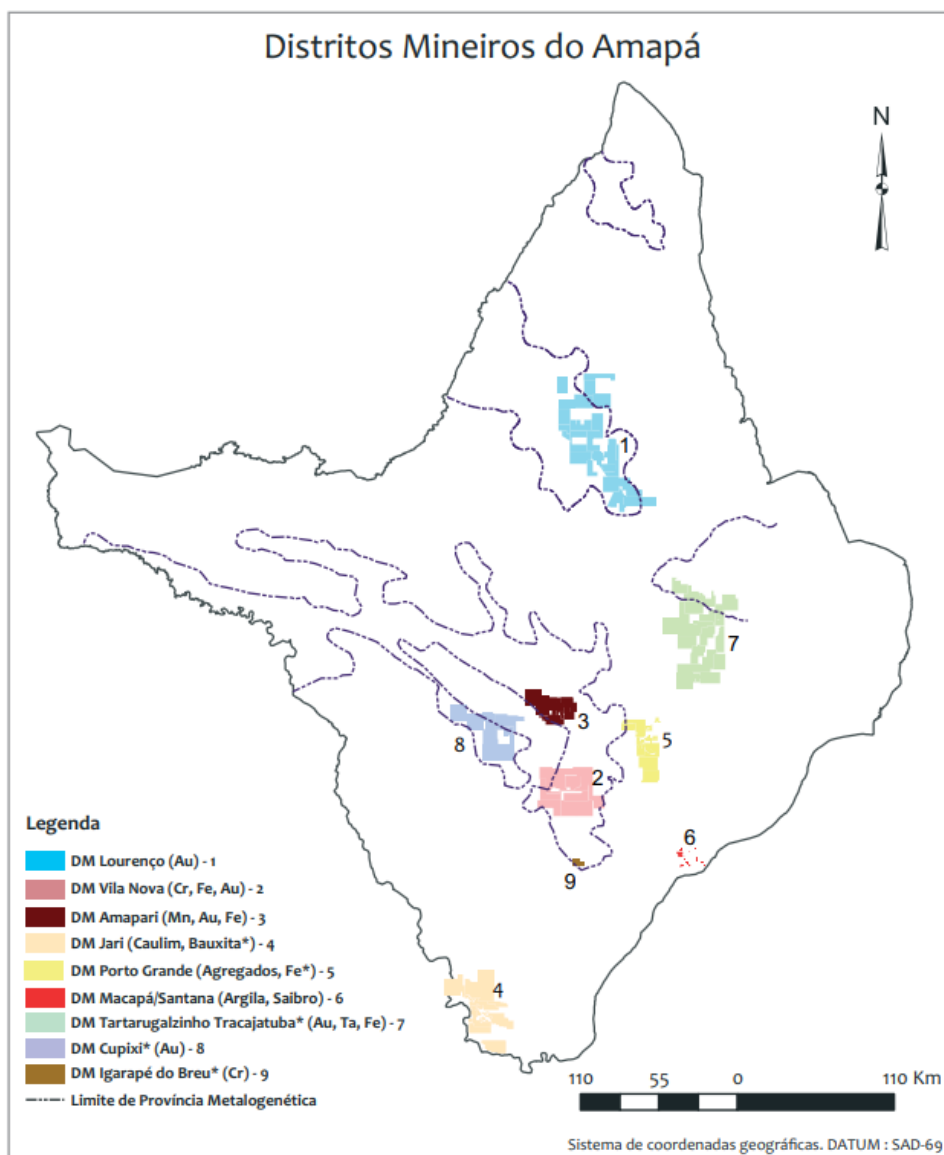 Distritos Mineiros do Amapá
N
1
7
3
8
5
2
6
9
4
Legenda
DM Lourenço (Au) - 1
DM Vila Nova (Cr, Fe, Au) - 2
DM Amapari (Mn, Au, Fe) - 3
DM Jari (Caulim, Bauxita*) - 4
DM Porto Grande (Agregados, Fe*) - 5
DM Macapá/Santana (Argila, Saibro) - 6
DM Tartarugalzinho Tracajatuba* (Au, Ta, Fe) - 7
DM Cupixi* (Au) - 8
DM Igarapé do Breu* (Cr) - 9
Limite de Província Metalogenética
110 55 0 110 Km
Sistema de coordenadas geográficas. DATUM : SAD-69